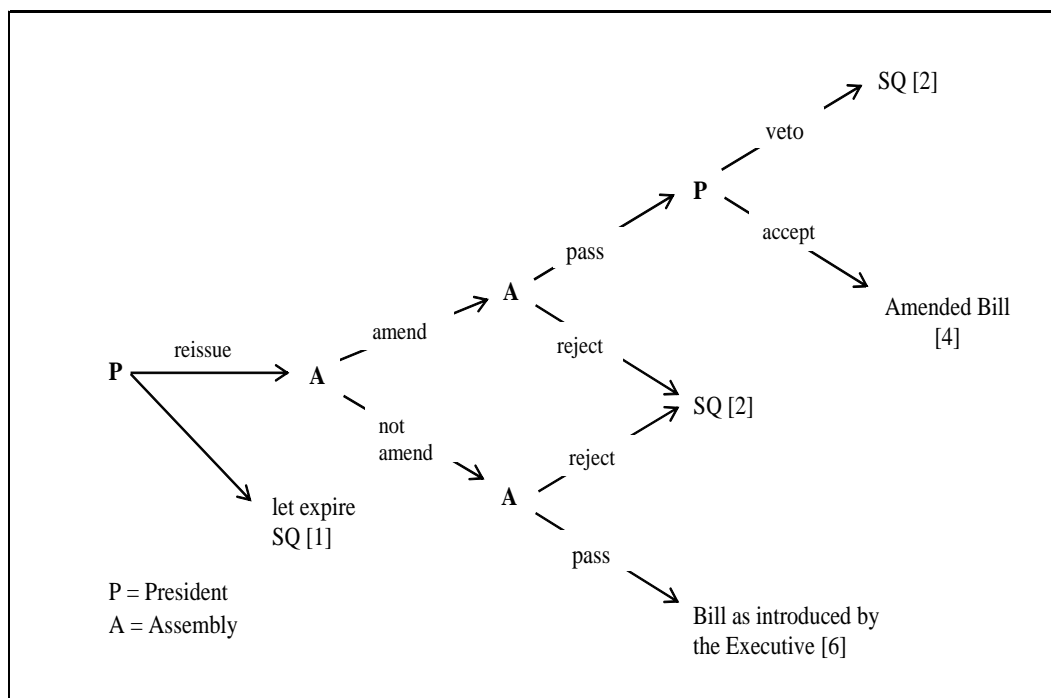 SQ [2]
veto
P
accept
pass
A
Amended Bill
[4]
amend
reject
reissue
P
A
SQ [2]
not
amend
reject
A
let expire
SQ [1]
pass
P = President
A = Assembly
Bill as introduced by
the Executive [6]